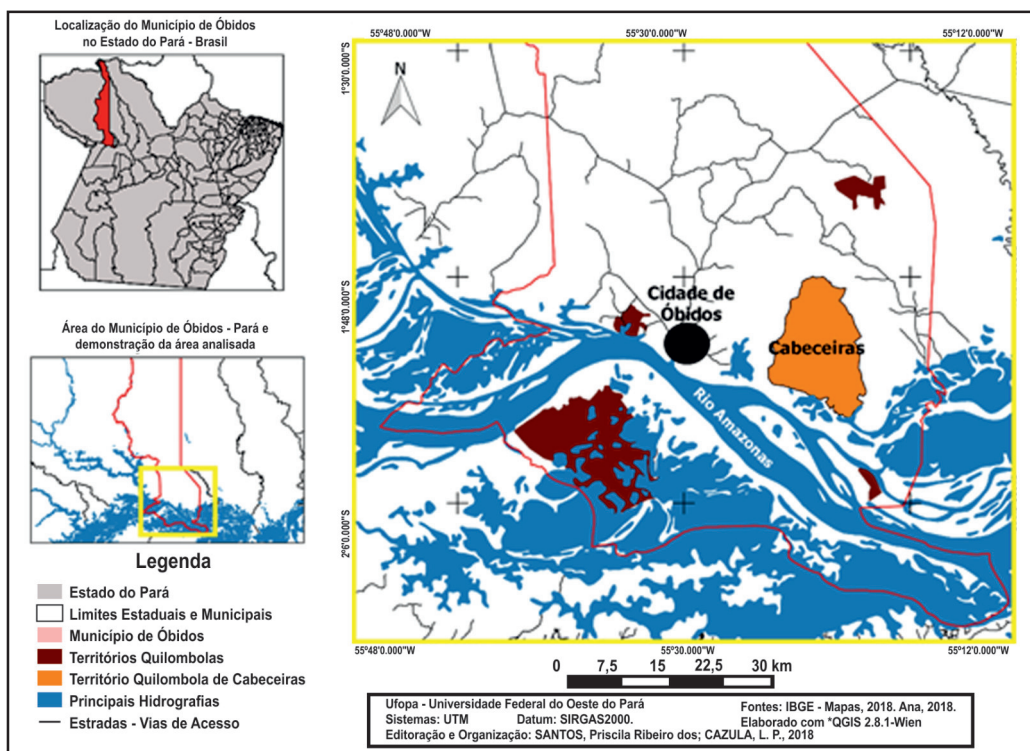 Localização do Município de Óbidos
no Estado do Pará - Brasil
Área do Município de Óbidos - Pará e
demonstração da área analisada
Legenda
Estado do Pará
Limites Estaduais e Municipais
Município de Óbidos
Territórios Quilombolas
Território Quilombola de Cabeceiras
Principais Hidrografias
Estradas - Vias de Acesso
55°48'0.000"W
55°30'0.000"W
55°12'0.000"W
1°30'0.000"S
1°48'0.000"S
2°6'0.000"S
N
Cidade de
Óbidos
Cabeceiras
Rio Amazonas
55°48'0.000"W
55°30'0.000"W
55°12'0.000"W
0 7,5 15 22,5 30 km
Ufopa - Universidade Federal do Oeste do Pará
Fontes: IBGE - Mapas, 2018. Ana, 2018.
Sistemas: UTM Datum: SIRGAS2000.
Elaborado com *QGIS 2.8.1-Wien
Editoração e Organização: SANTOS, Priscila Ribeiro dos; CAZULA, L. P., 2018